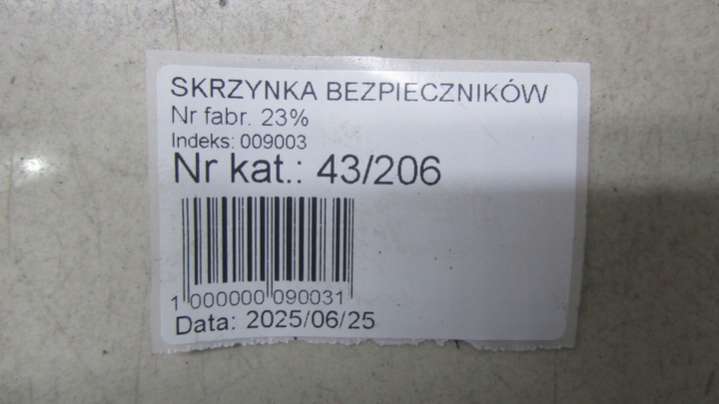 SKRZYNKA BEZPIECZNIKÓW
Nr fabr. 23%
Indeks: 009003
Nr kat.: 43/206
1 000000 090031
Data: 2025/06/25